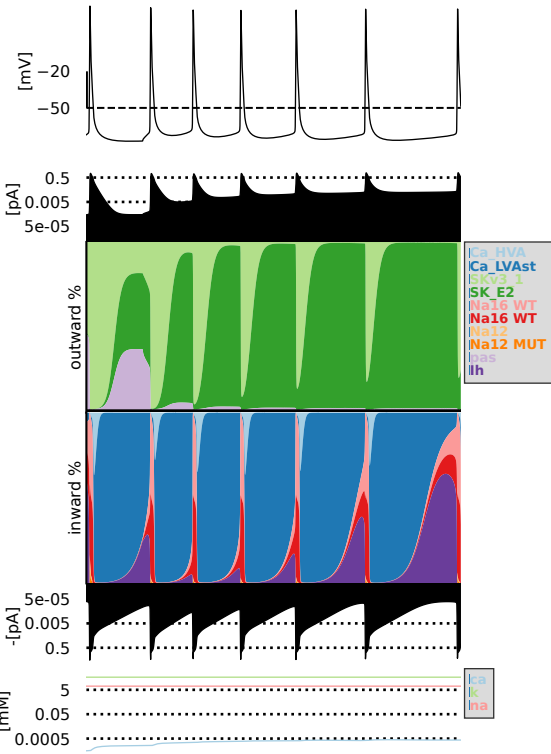 [mV]
−20
−50
[pA]
0.5
0.005
5e-05
outward %
Ca_HVA
Ca_LVAst
SKv3_1
SK_E2
Na16 WT
Na16 WT
Na12
Na12 MUT
pas
Ih
inward %
-[pA]
5e-05
0.005
0.5
[mM]
5
0.05
0.0005
ca
k
na